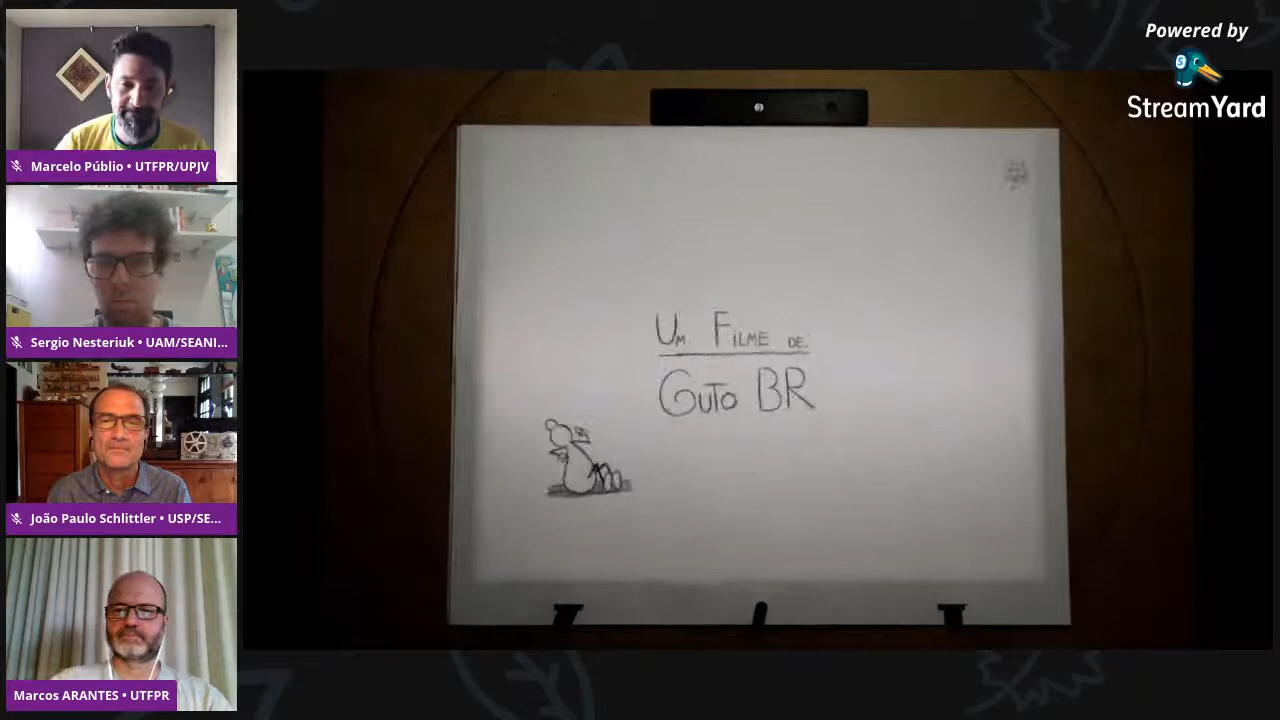 Marcelo Públio • UTFPR/UPJV
Sergio Nesteriuk • UAM/SEANI...
João Paulo Schlittler • USP/SE...
Marcos ARANTES • UTFPR
UM FILME DE
GUTO BR
Powered by
StreamYard